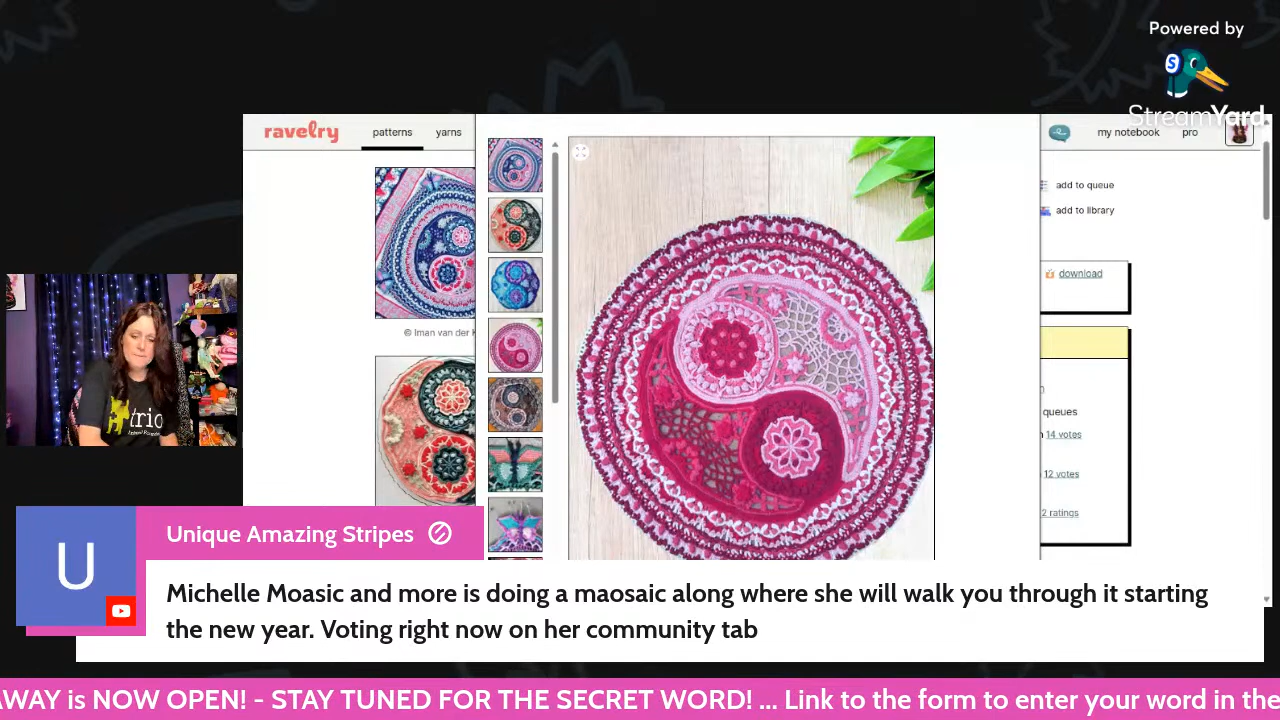 Powered by
StreamYard
ravelry
patterns
yarns
my notebook
pro
add to queue
add to library
download
© Iman van der K
queues
14 votes
12 votes
2 ratings
trio
U
Unique Amazing Stripes
Michelle Moasic and more is doing a maosaic along where she will walk you through it starting
the new year. Voting right now on her community tab
AWAY is NOW OPEN! - STAY TUNED FOR THE SECRET WORD! ... Link to the form to enter your word in the